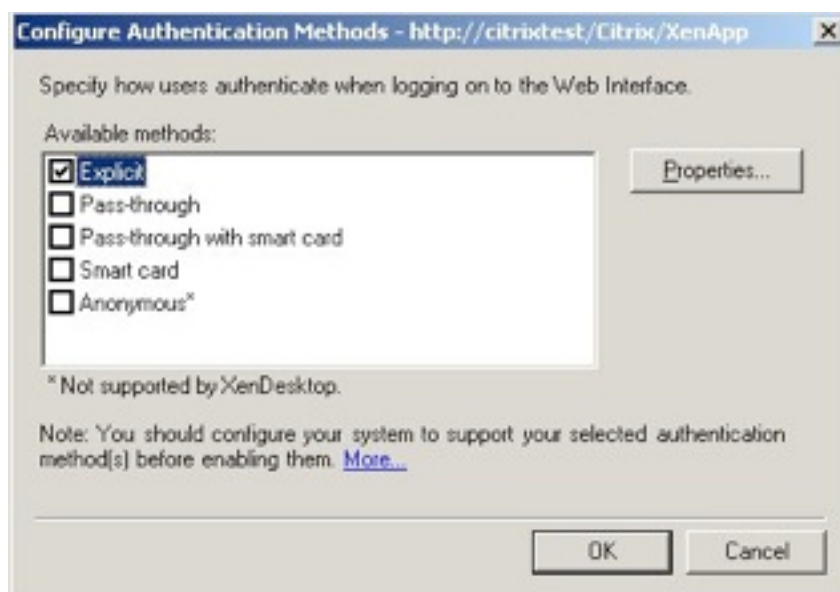 Configure Authentication Methods - http://citrixtest/Citrix/XenApp
Specify how users authenticate when logging on to the Web Interface.
Available methods:
Explicit
Properties...
Pass-through
Pass-through with smart card
Smart card
Anonymous*
* Not supported by XenDesktop.
Note: You should configure your system to support your selected authentication
method(s) before enabling them. More...
OK
Cancel